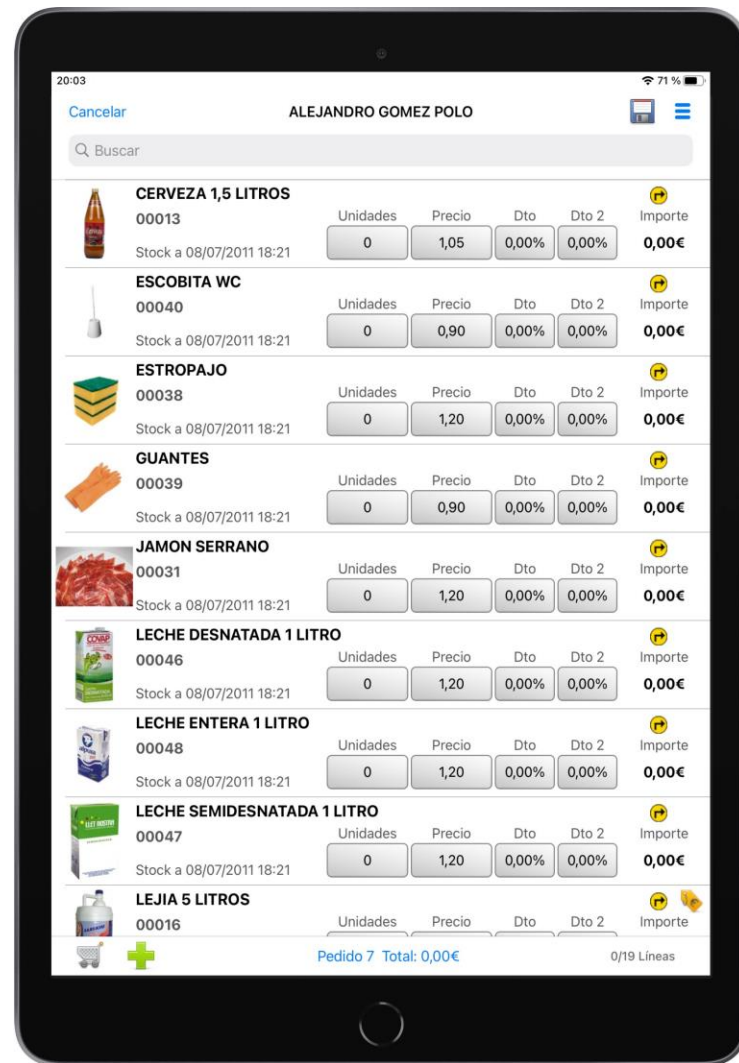 20:03
71 %
Cancelar
ALEJANDRO GOMEZ POLO
Buscar
CERVEZA 1,5 LITROS
00013
Unidades Precio Dto Dto 2 Importe
0 1,05 0,00% 0,00% 0,00€
Stock a 08/07/2011 18:21
ESCOBITA WC
00040
Unidades Precio Dto Dto 2 Importe
0 0,90 0,00% 0,00% 0,00€
Stock a 08/07/2011 18:21
ESTROPAJO
00038
Unidades Precio Dto Dto 2 Importe
0 1,20 0,00% 0,00% 0,00€
Stock a 08/07/2011 18:21
GUANTES
00039
Unidades Precio Dto Dto 2 Importe
0 0,90 0,00% 0,00% 0,00€
Stock a 08/07/2011 18:21
JAMON SERRANO
00031
Unidades Precio Dto Dto 2 Importe
0 1,20 0,00% 0,00% 0,00€
Stock a 08/07/2011 18:21
LECHE DESNATADA 1 LITRO
COVAP
00046
Unidades Precio Dto Dto 2 Importe
0 1,20 0,00% 0,00% 0,00€
Stock a 08/07/2011 18:21
LECHE ENTERA 1 LITRO
00048
Unidades Precio Dto Dto 2 Importe
0 1,20 0,00% 0,00% 0,00€
Stock a 08/07/2011 18:21
LECHE SEMIDESNATADA 1 LITRO
00047
Unidades Precio Dto Dto 2 Importe
0 1,20 0,00% 0,00% 0,00€
Stock a 08/07/2011 18:21
LEJIA 5 LITROS
00016
Unidades Precio Dto Dto 2 Importe
Pedido 7 Total: 0,00€
0/19 Líneas